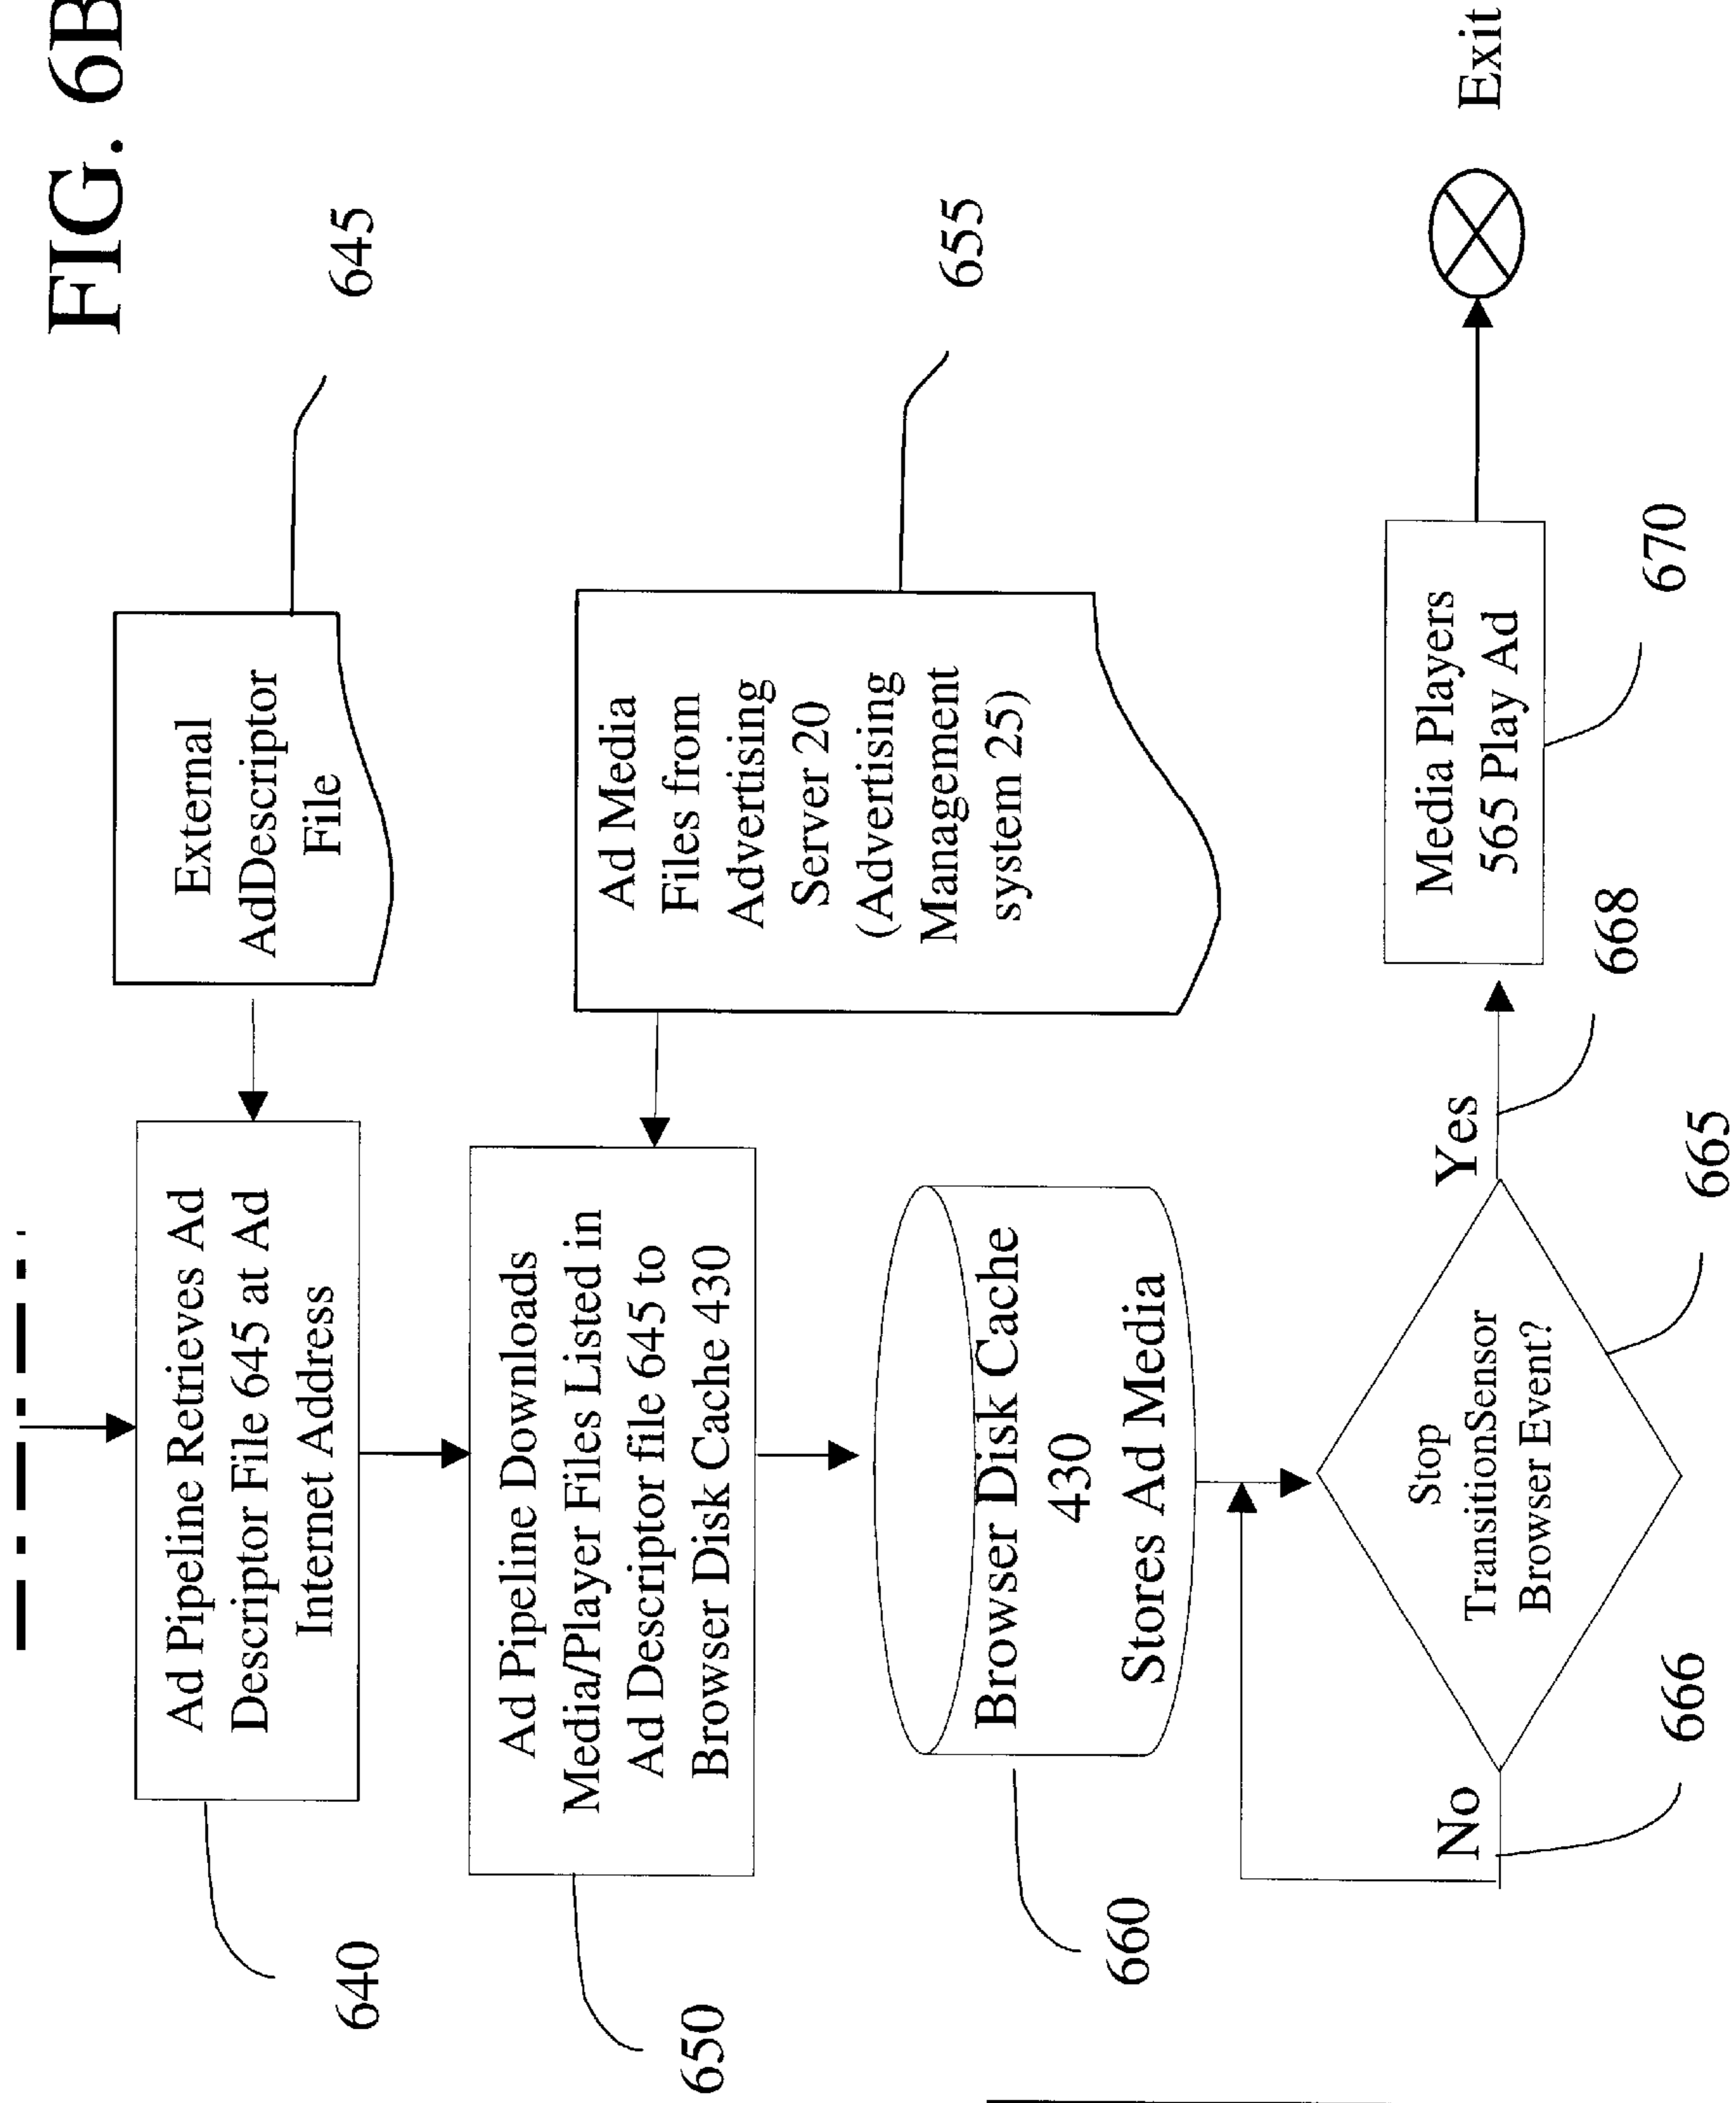 FIG. 6B
Ad Pipeline Retrieves Ad
Descriptor File 645 at Ad
Internet Address
640
External
AdDescriptor
File
645
Ad Pipeline Downloads
Media/Player Files Listed in
Ad Descriptor file 645 to
Browser Disk Cache 430
650
Ad Media
Files from
Advertising
Server 20
(Advertising
Management
system 25)
655
Browser Disk Cache
430
Stores Ad Media
660
Stop
TransitionSensor
Browser Event?
665
No
666
Yes
668
Media Players
565 Play Ad
670
Exit